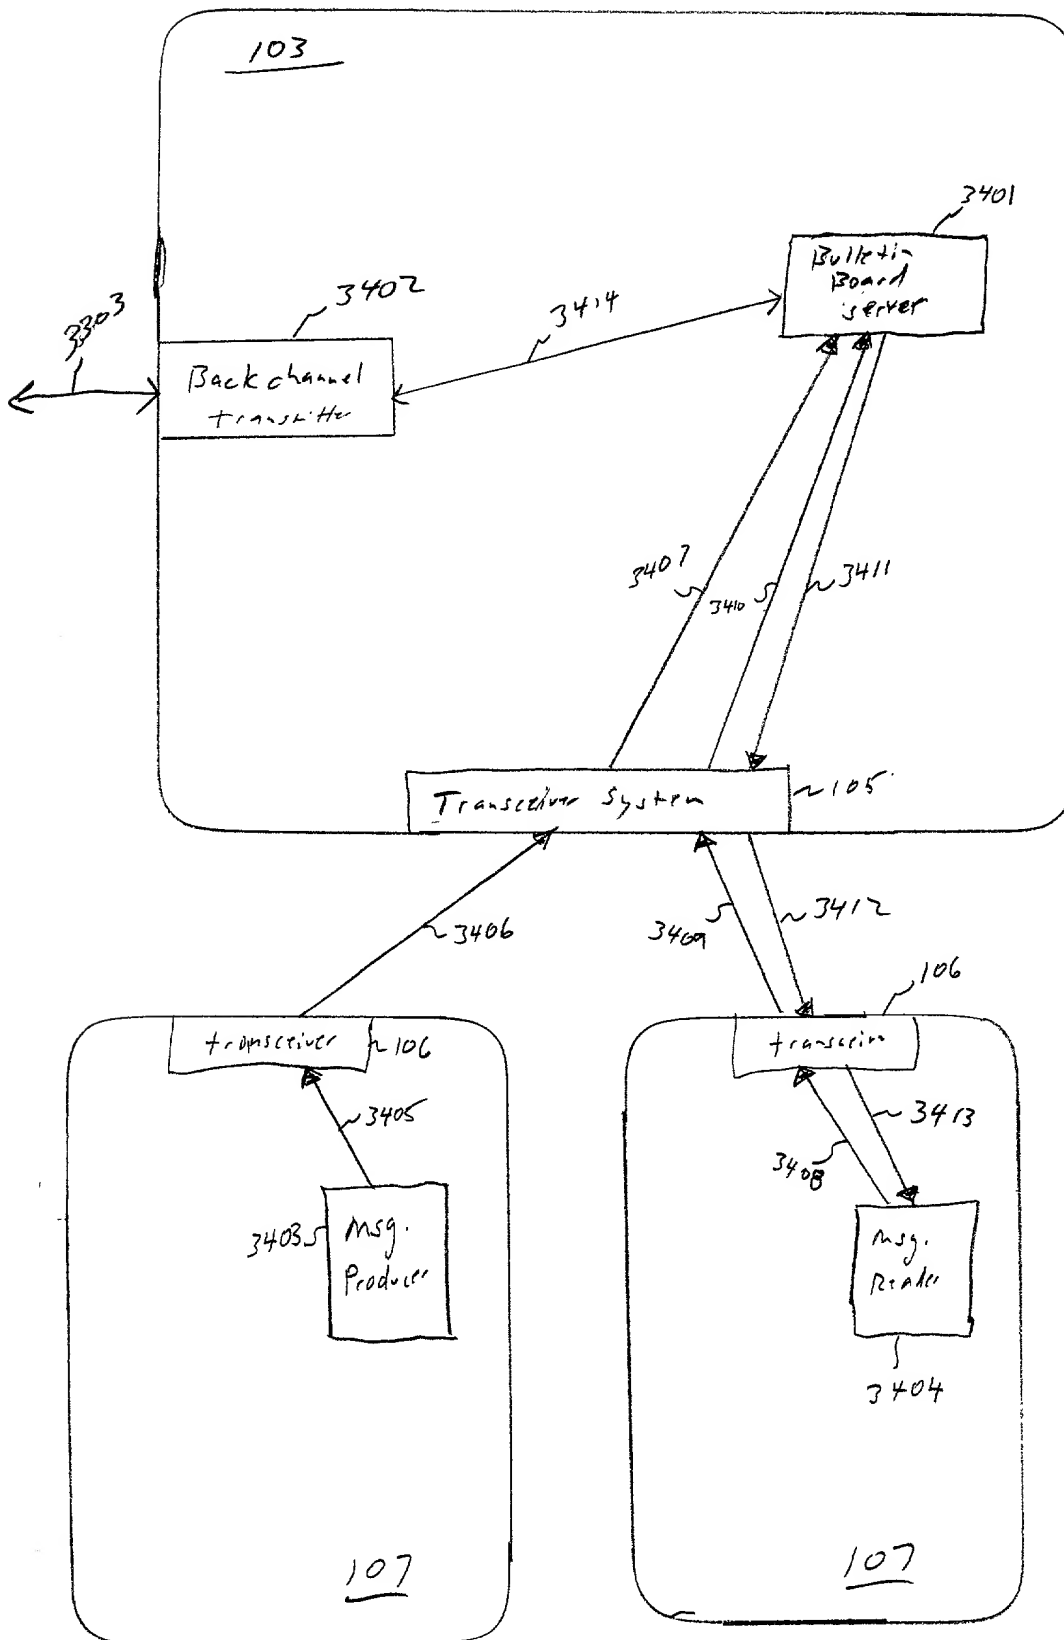 103
3401
Bulletin
Board
server
3402
3414
3303
Backchannel
transmitter
3407
3410
3411
Transceiver System
105
3406
3409
3412
106
transceiver
106
transceiver
3405
3413
3408
3403
Msg.
Producer
Msg.
Reader
3404
107
107